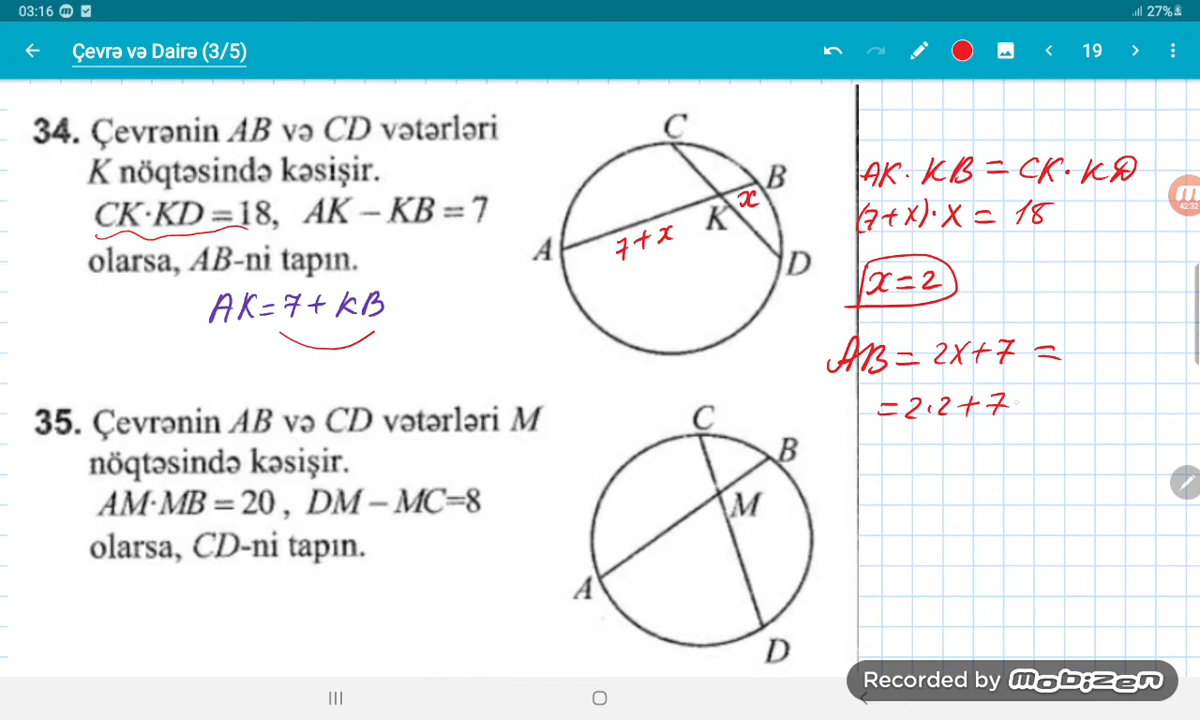 03:16
27%
Çevrə və Dairə (3/5)
19
34. Çevrənin AB və CD vətərləri
K nöqtəsində kəsişir.
CK·KD = 18, AK – KB = 7
olarsa, AB-ni tapın.
AK = 7 + KB
C
B
x
K
7+x
A
D
AK · KB = CK · KD
(7+x) · x = 18
x = 2
AB = 2x+7 =
= 2·2+7
42:32
35. Çevrənin AB və CD vətərləri M
nöqtəsində kəsişir.
AM·MB = 20 , DM – MC=8
olarsa, CD-ni tapın.
C
B
M
A
D
Recorded by mobizen